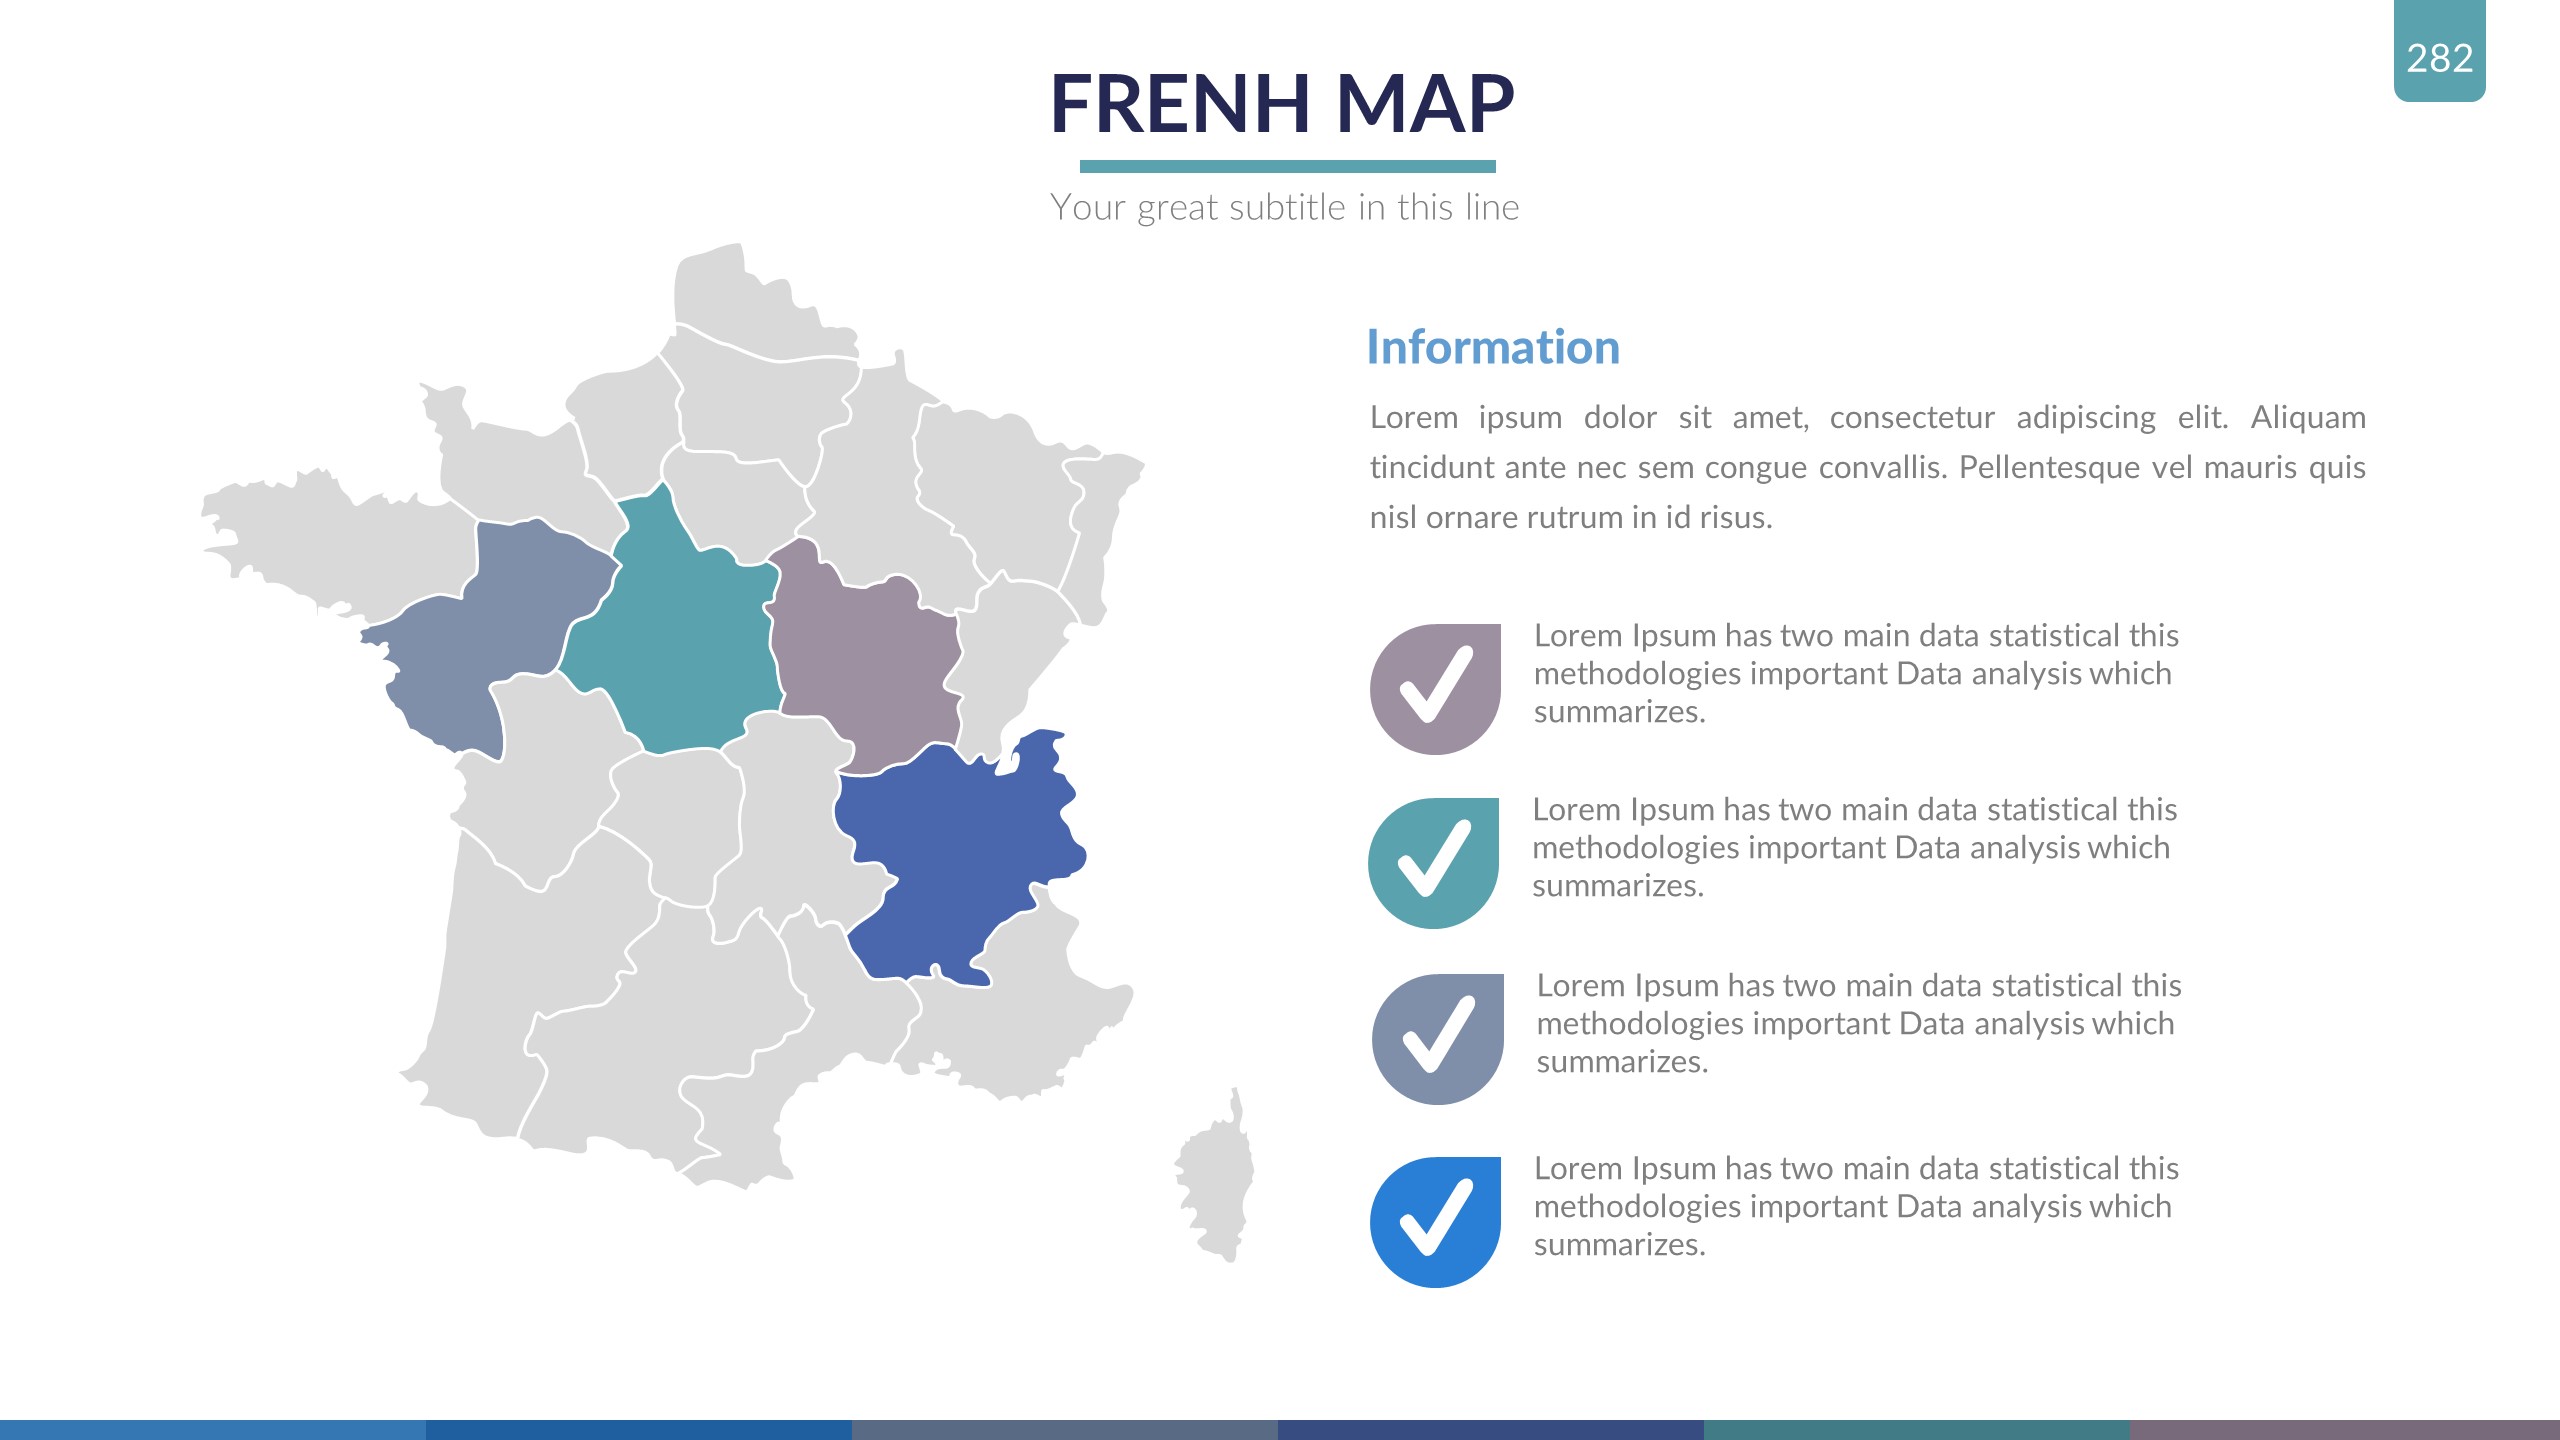 282
FRENH MAP
Your great subtitle in this line
Information
Lorem ipsum dolor sit amet, consectetur adipiscing elit. Aliquam
tincidunt ante nec sem congue convallis. Pellentesque vel mauris quis
nisl ornare rutrum in id risus.
Lorem Ipsum has two main data statistical this
methodologies important Data analysis which
summarizes.
Lorem Ipsum has two main data statistical this
methodologies important Data analysis which
summarizes.
Lorem Ipsum has two main data statistical this
methodologies important Data analysis which
summarizes.
Lorem Ipsum has two main data statistical this
methodologies important Data analysis which
summarizes.